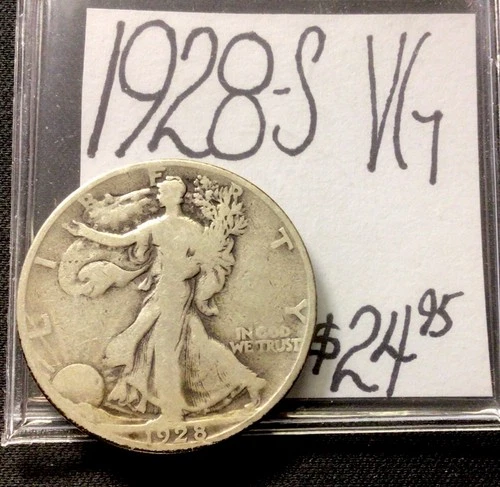 1928-S VG
$24 95
LIBERTY
IN GOD
WE TRUST
1928